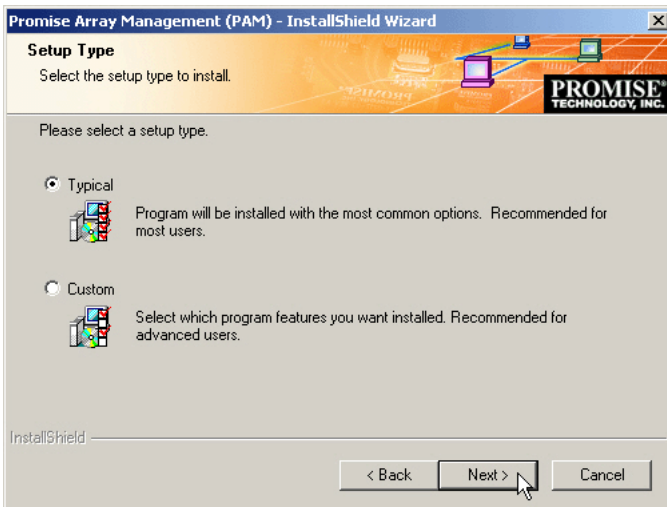 Promise Array Management (PAM) - InstallShield Wizard
Setup Type
Select the setup type to install.
PROMISE®
TECHNOLOGY, INC.
Please select a setup type.
Typical
Program will be installed with the most common options. Recommended for
most users.
Custom
Select which program features you want installed. Recommended for
advanced users.
InstallShield
< Back
Next >
Cancel